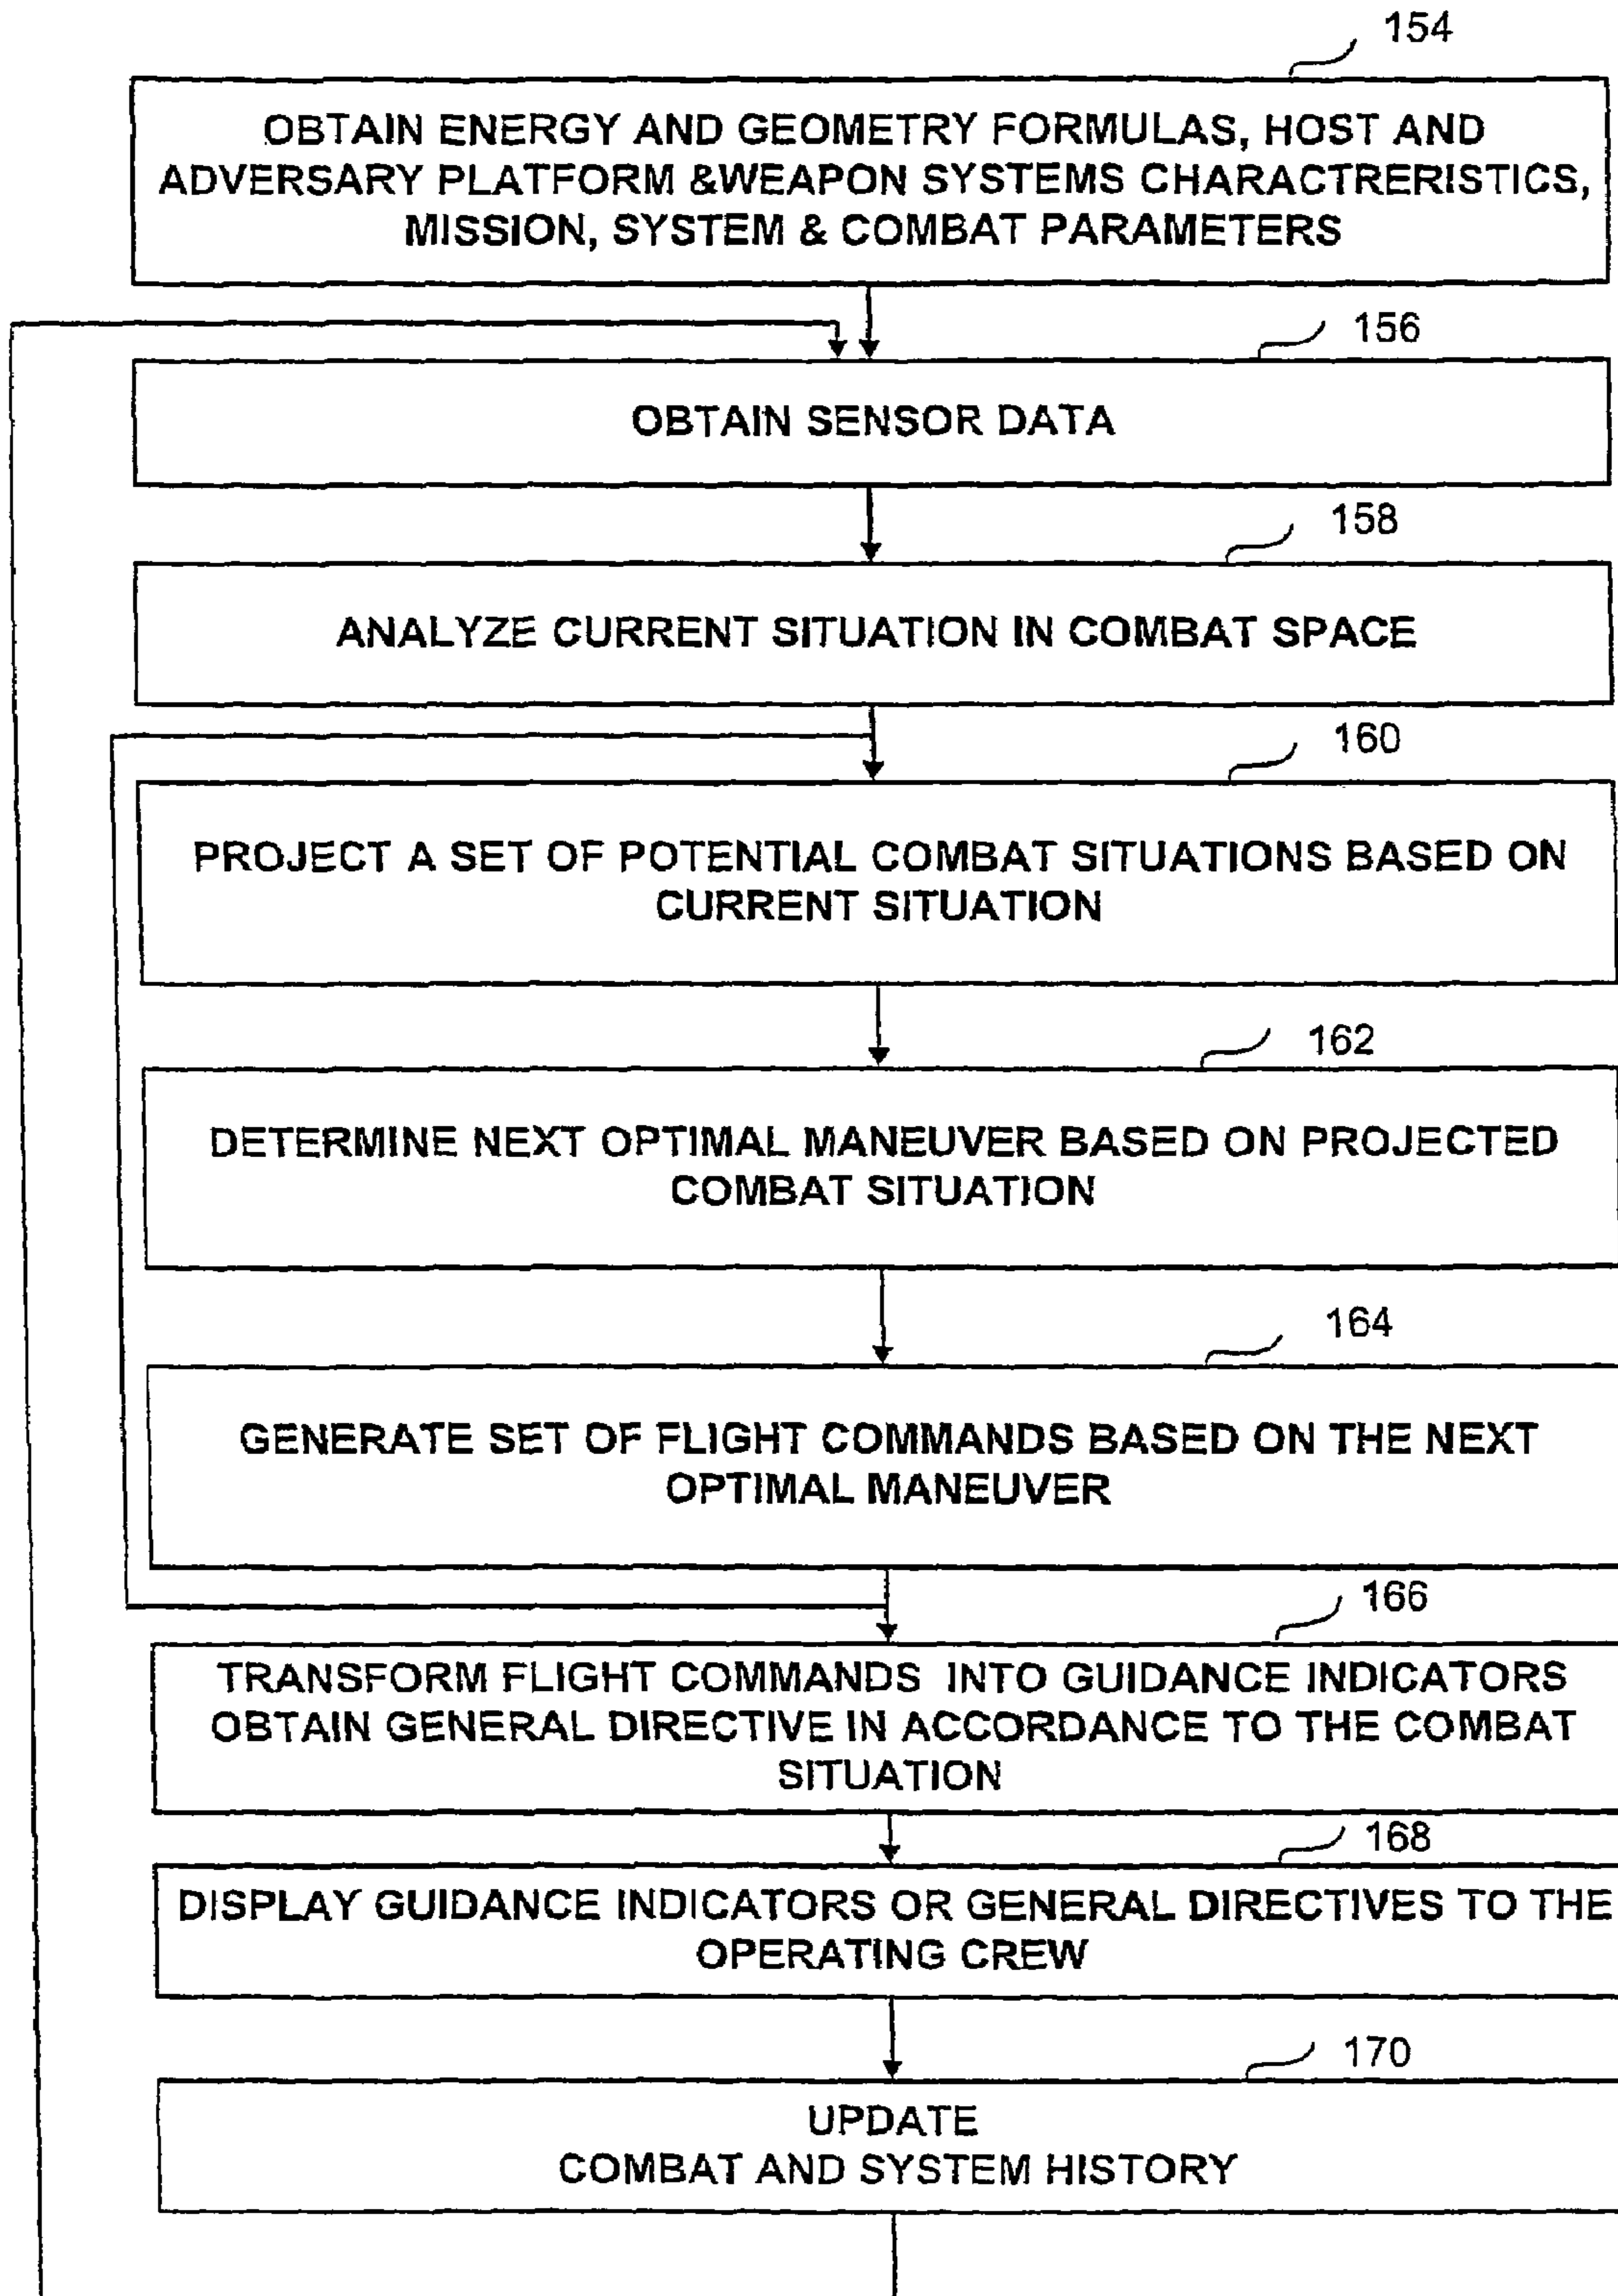 154
OBTAIN ENERGY AND GEOMETRY FORMULAS, HOST AND
ADVERSARY PLATFORM &WEAPON SYSTEMS CHARACTRERISTICS,
MISSION, SYSTEM & COMBAT PARAMETERS
156
OBTAIN SENSOR DATA
158
ANALYZE CURRENT SITUATION IN COMBAT SPACE
160
PROJECT A SET OF POTENTIAL COMBAT SITUATIONS BASED ON
CURRENT SITUATION
162
DETERMINE NEXT OPTIMAL MANEUVER BASED ON PROJECTED
COMBAT SITUATION
164
GENERATE SET OF FLIGHT COMMANDS BASED ON THE NEXT
OPTIMAL MANEUVER
166
TRANSFORM FLIGHT COMMANDS INTO GUIDANCE INDICATORS
OBTAIN GENERAL DIRECTIVE IN ACCORDANCE TO THE COMBAT
SITUATION
168
DISPLAY GUIDANCE INDICATORS OR GENERAL DIRECTIVES TO THE
OPERATING CREW
170
UPDATE
COMBAT AND SYSTEM HISTORY